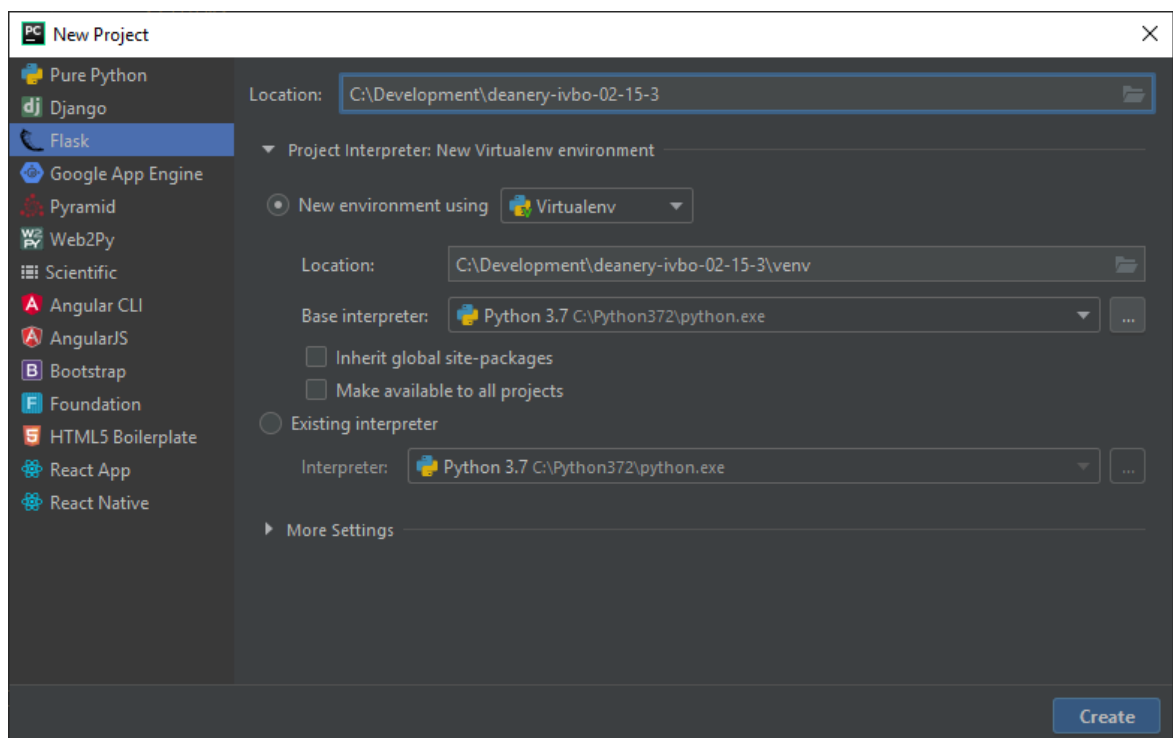 PC New Project
Pure Python
dj Django
Flask
Google App Engine
Pyramid
W2PY Web2Py
Scientific
A Angular CLI
A AngularJS
B Bootstrap
F Foundation
5 HTML5 Boilerplate
React App
React Native
Location: C:\Development\deanery-ivbo-02-15-3
Project Interpreter: New Virtualenv environment
New environment using Virtualenv
Location: C:\Development\deanery-ivbo-02-15-3\venv
Base interpreter: Python 3.7 C:\Python372\python.exe ...
Inherit global site-packages
Make available to all projects
Existing interpreter
Interpreter: Python 3.7 C:\Python372\python.exe ...
More Settings
Create